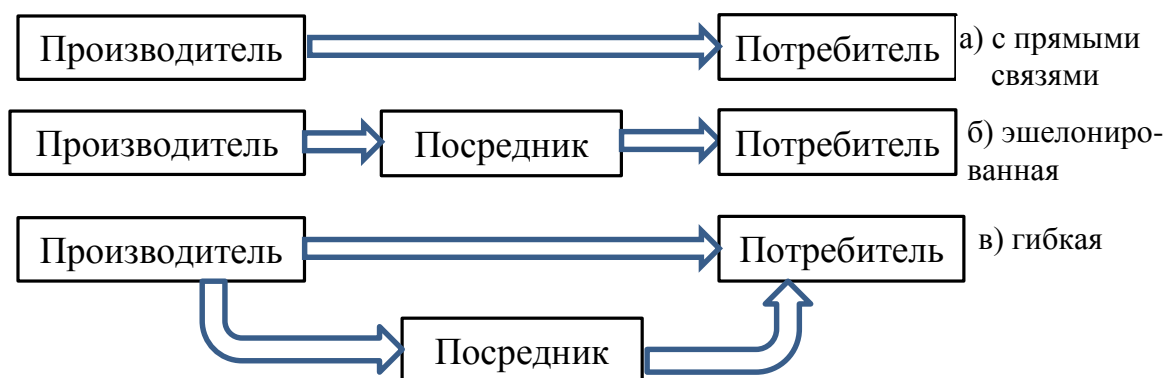 Производитель Потребитель а) с прямыми
связями
Производитель Посредник Потребитель б) эшелониро-
ванная
Производитель Потребитель в) гибкая
Посредник